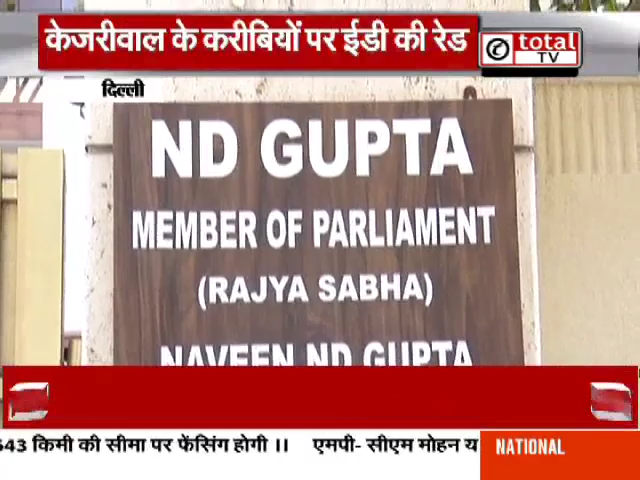 केजरीवाल के करीबियों पर ईडी की रेड
total
TV
दिल्ली
ND GUPTA
MEMBER OF PARLIAMENT
(RAJYA SABHA)
NAVEEN ND GUPTA
643 किमी की सीमा पर फेंसिंग होगी ।। एमपी- सीएम मोहन य
NATIONAL